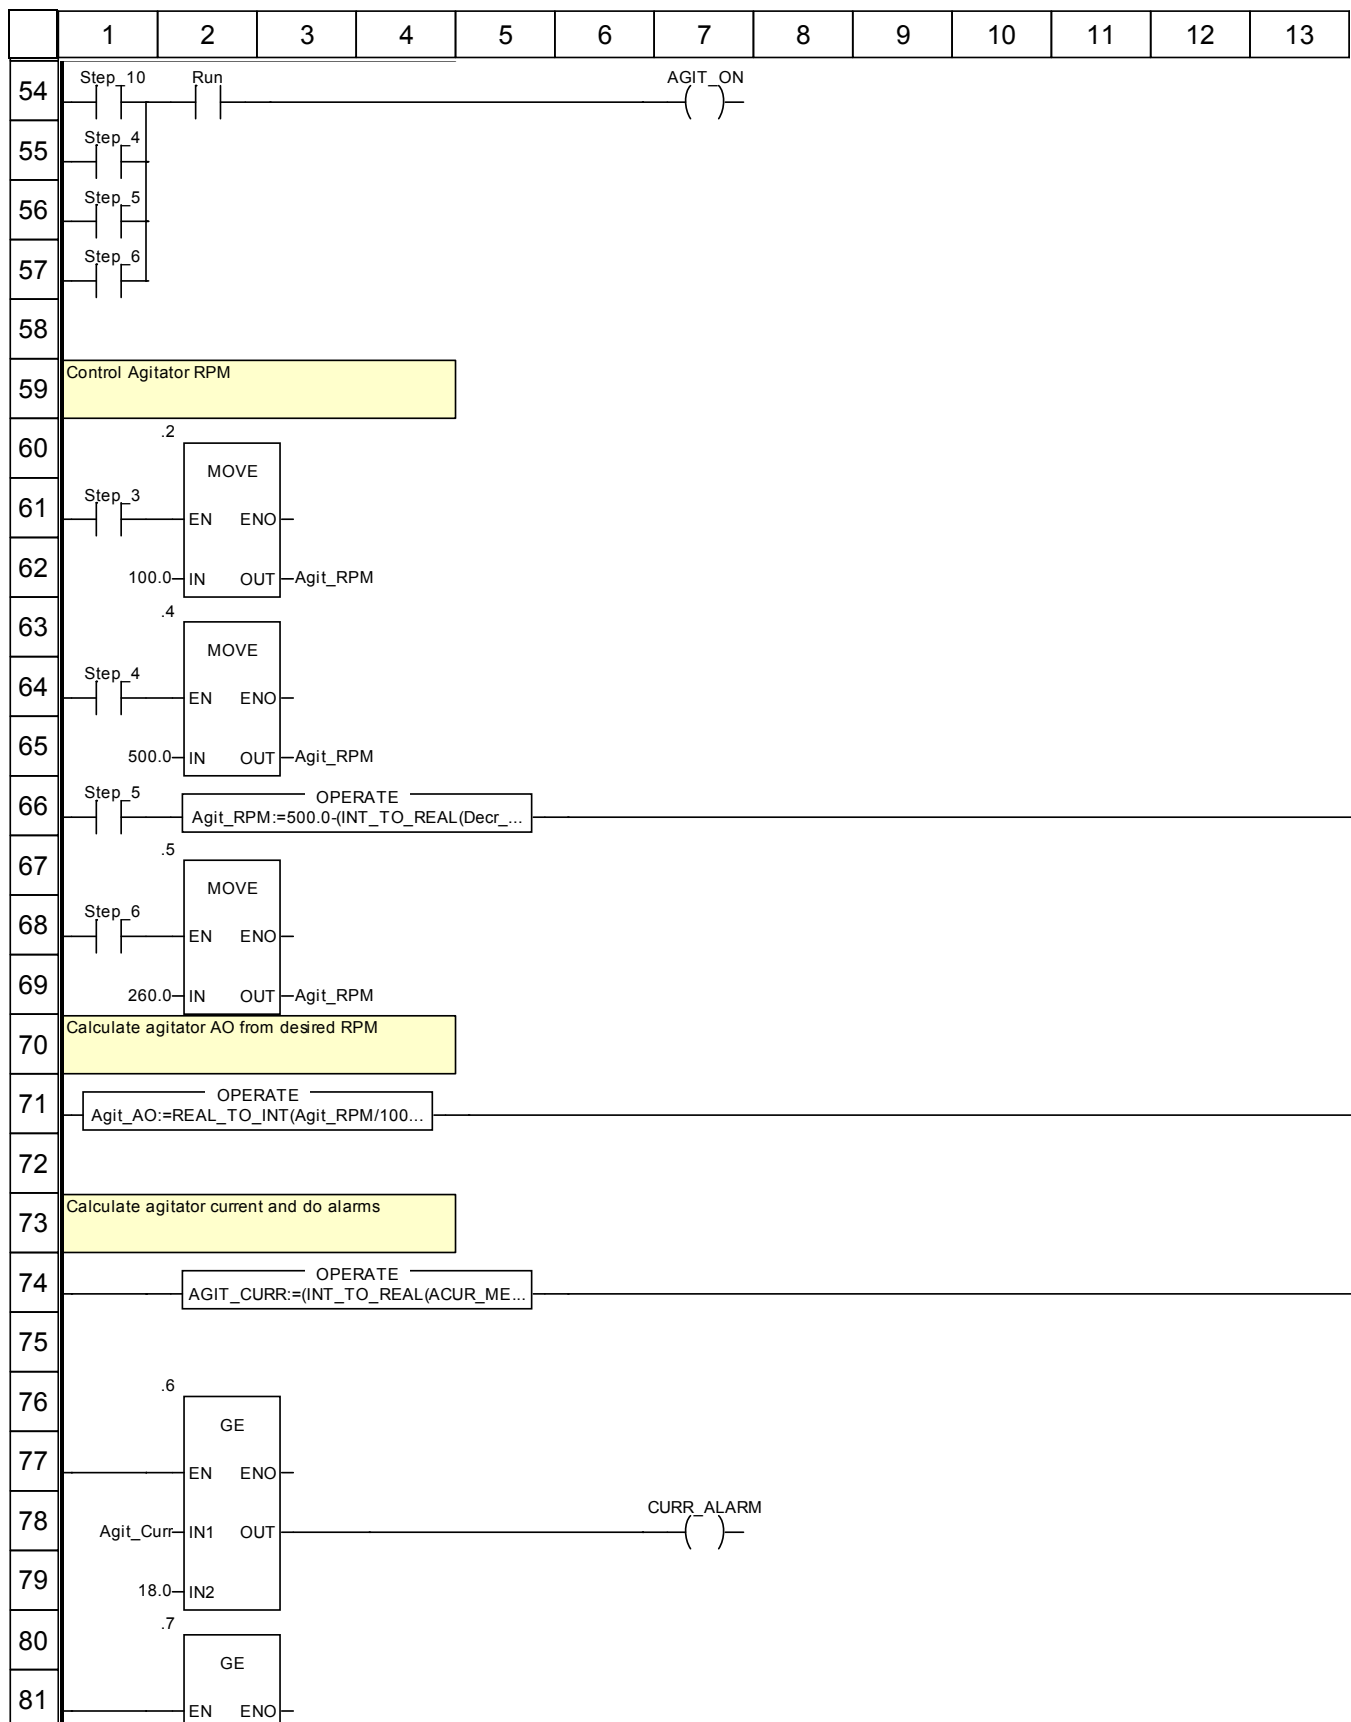 1 2 3 4 5 6 7 8 9 10 11 12 13
54 Step_10 Run AGIT_ON
55 Step_4
56 Step_5
57 Step_6
58
59 Control Agitator RPM
60 .2
MOVE
61 Step_3 EN ENO
62 100.0 IN OUT Agit_RPM
63 .4
MOVE
64 Step_4 EN ENO
65 500.0 IN OUT Agit_RPM
66 Step_5 OPERATE
Agit_RPM:=500.0-(INT_TO_REAL(Decr_...
67 .5
MOVE
68 Step_6 EN ENO
69 260.0 IN OUT Agit_RPM
70 Calculate agitator AO from desired RPM
71 OPERATE
Agit_AO:=REAL_TO_INT(Agit_RPM/100...
72
73 Calculate agitator current and do alarms
74 OPERATE
AGIT_CURR:=(INT_TO_REAL(ACUR_ME...
75
76 .6
GE
77 EN ENO
78 Agit_Curr IN1 OUT CURR_ALARM
79 18.0 IN2
80 .7
GE
81 EN ENO